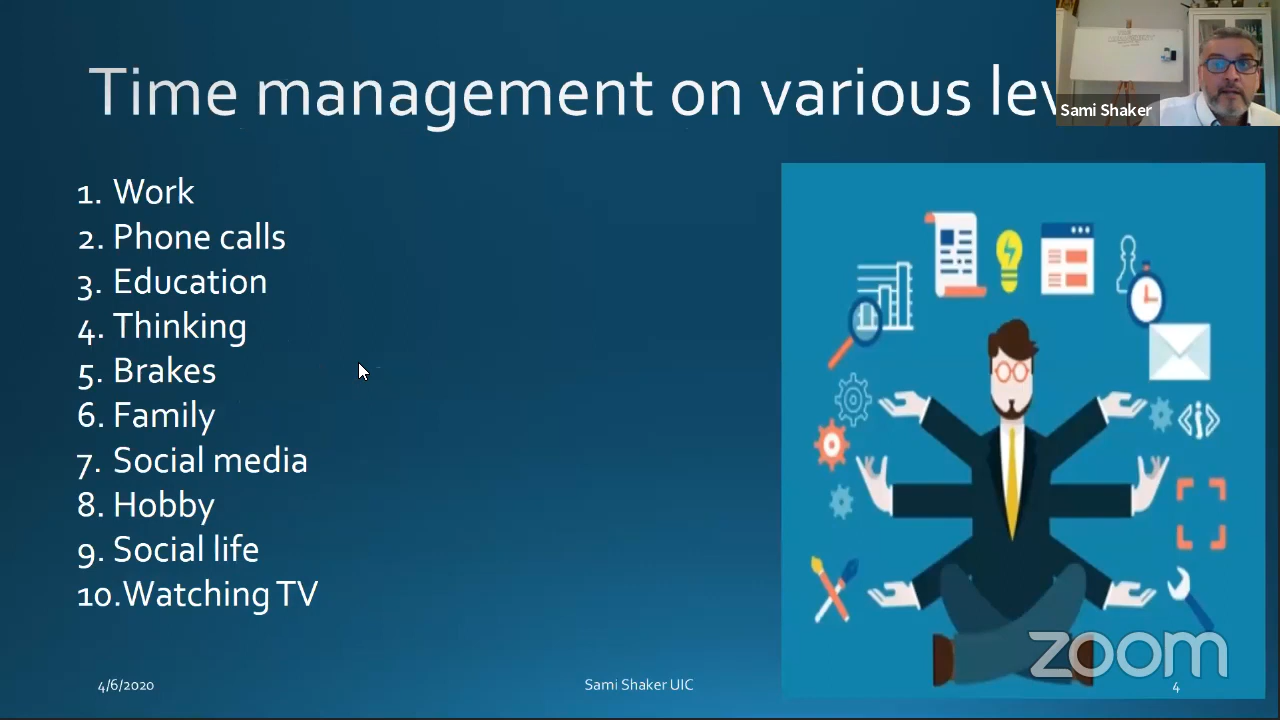 Time management on various lev
Sami Shaker
1. Work
2. Phone calls
3. Education
4. Thinking
5. Brakes
6. Family
7. Social media
8. Hobby
9. Social life
10.Watching TV
zoom
4/6/2020
Sami Shaker UIC
4